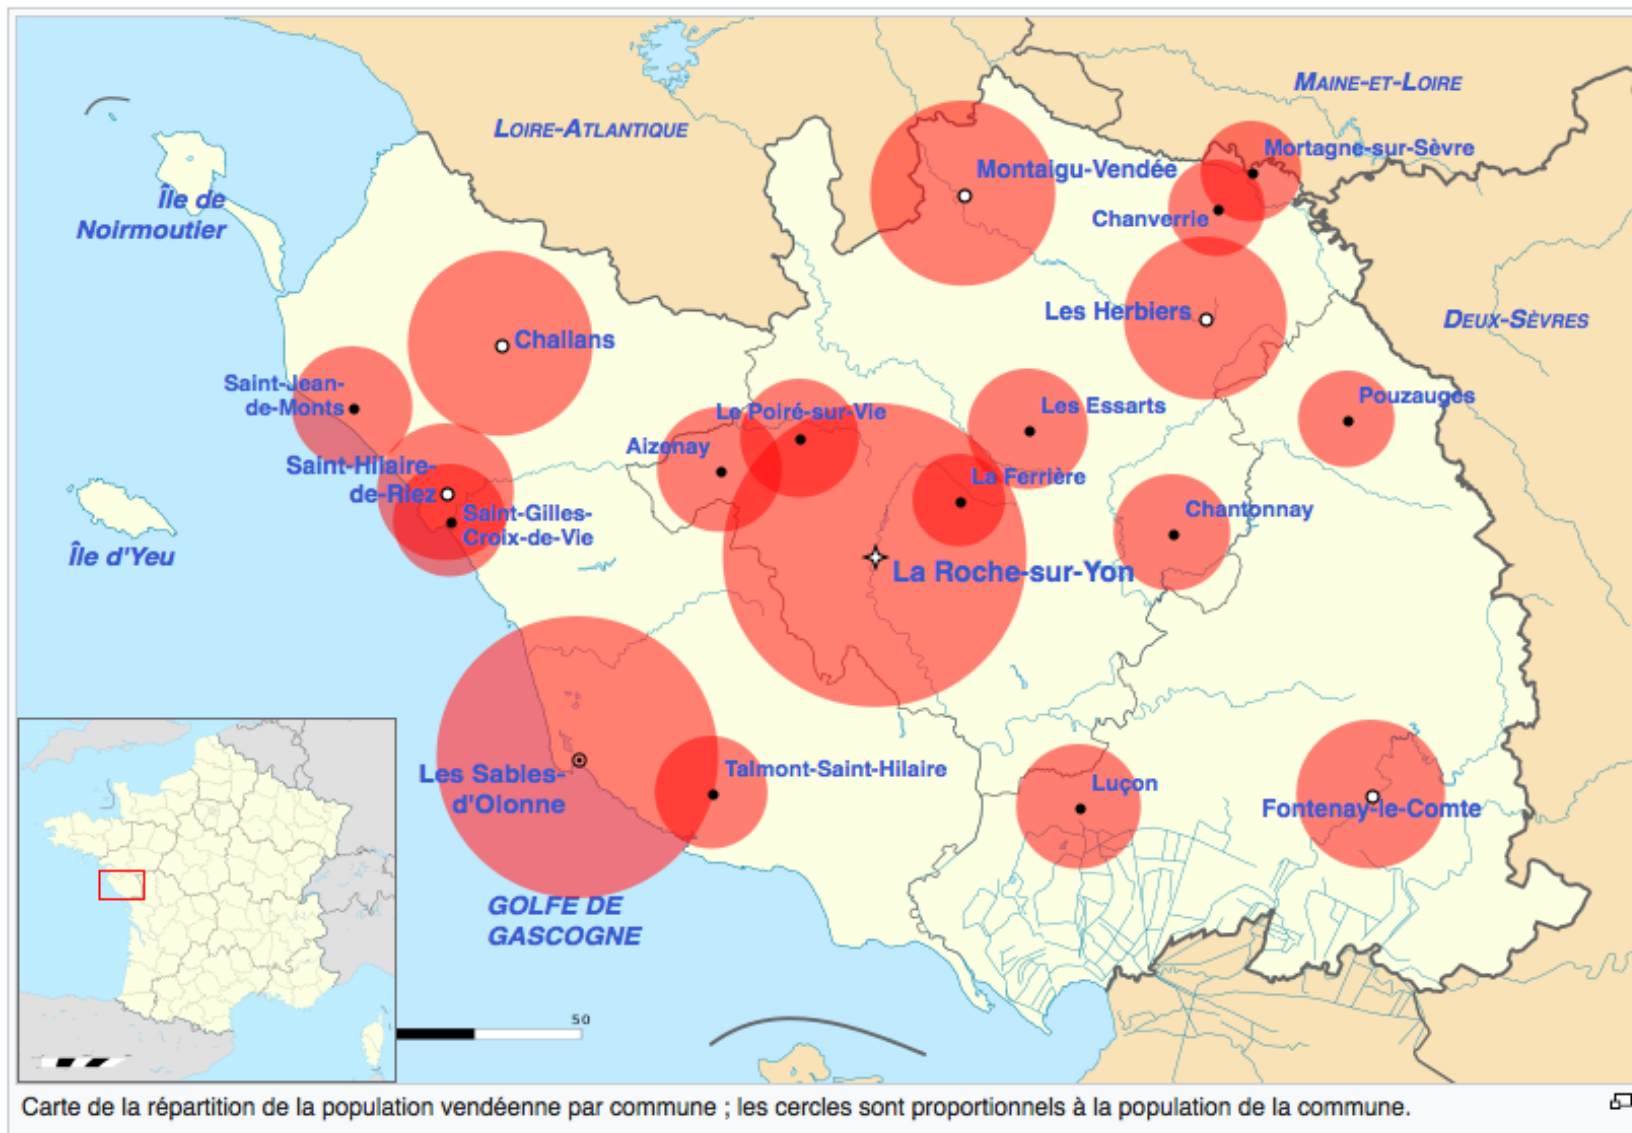 MAINE-ET-LOIRE
LOIRE-ATLANTIQUE
Mortagne-sur-Sèvre
Montaigu-Vendée
Île de
Noirmoutier
Chanverrie
Les Herbiers
DEUX-SÈVRES
Challans
Saint-Jean-
de-Monts
Pouzauges
Les Essarts
Le Poiré-sur-Vie
Aizenay
Saint-Hilaire-
de-Riez
La Ferrière
Saint-Gilles-
Croix-de-Vie
Chantonnay
Île d'Yeu
La Roche-sur-Yon
Les Sables-
d'Olonne
Talmont-Saint-Hilaire
Luçon
Fontenay-le-Comte
GOLFE DE
GASCOGNE
50
Carte de la répartition de la population vendéenne par commune ; les cercles sont proportionnels à la population de la commune.